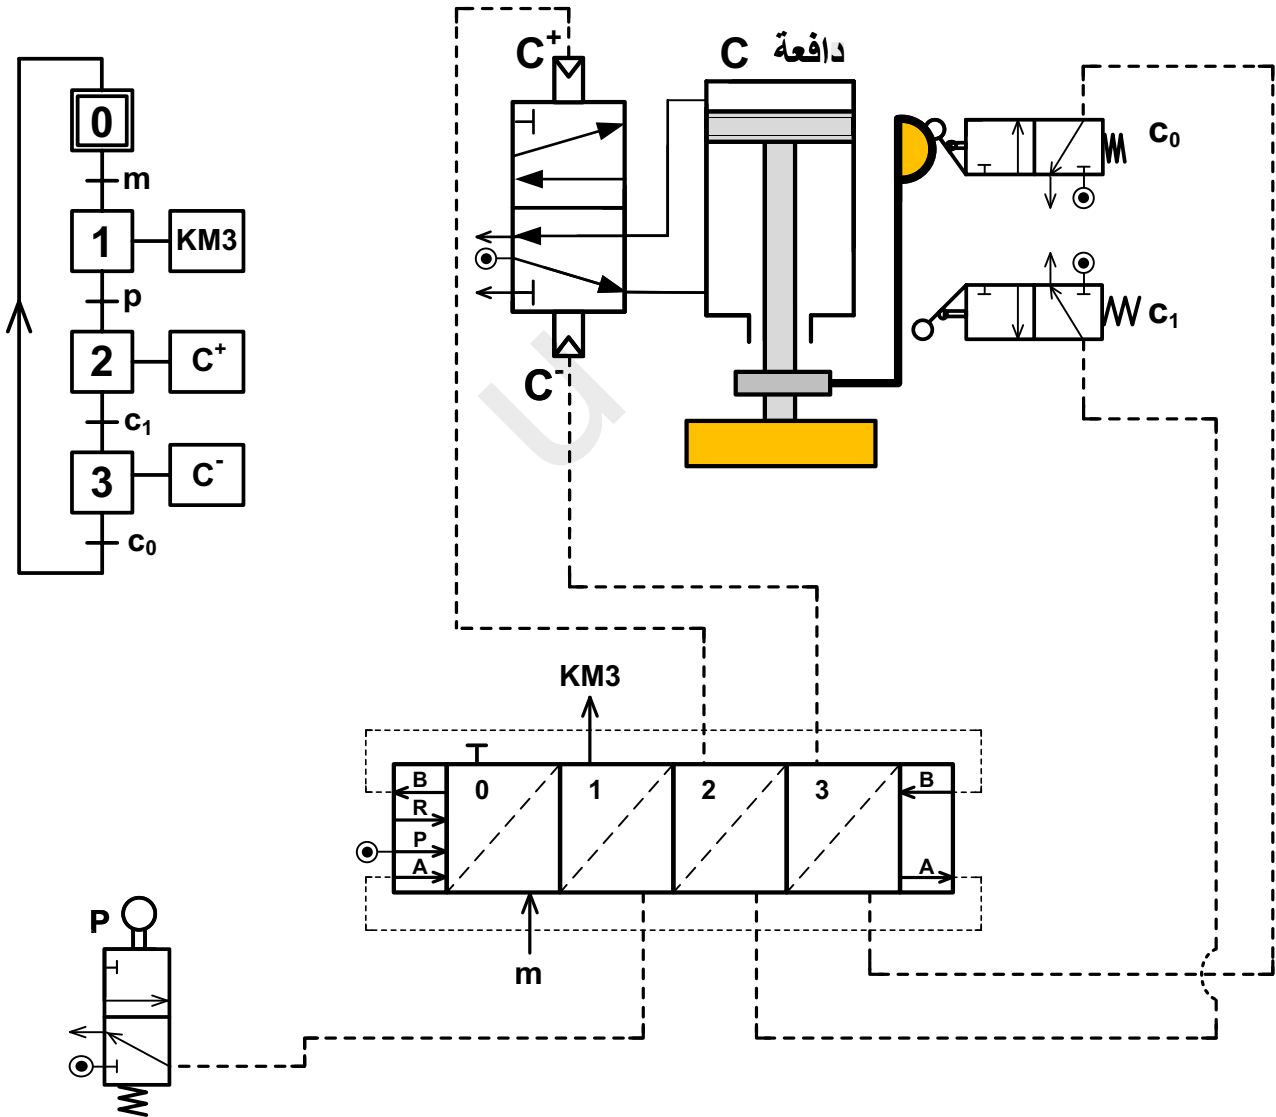 C⁺
C دافعة
0
m
1 KM3
p
2 C⁺
c₁
3 C⁻
c₀
c₀
c₁
C⁻
u
KM3
B 0 1 2 3 B
R
P
A A
m
P